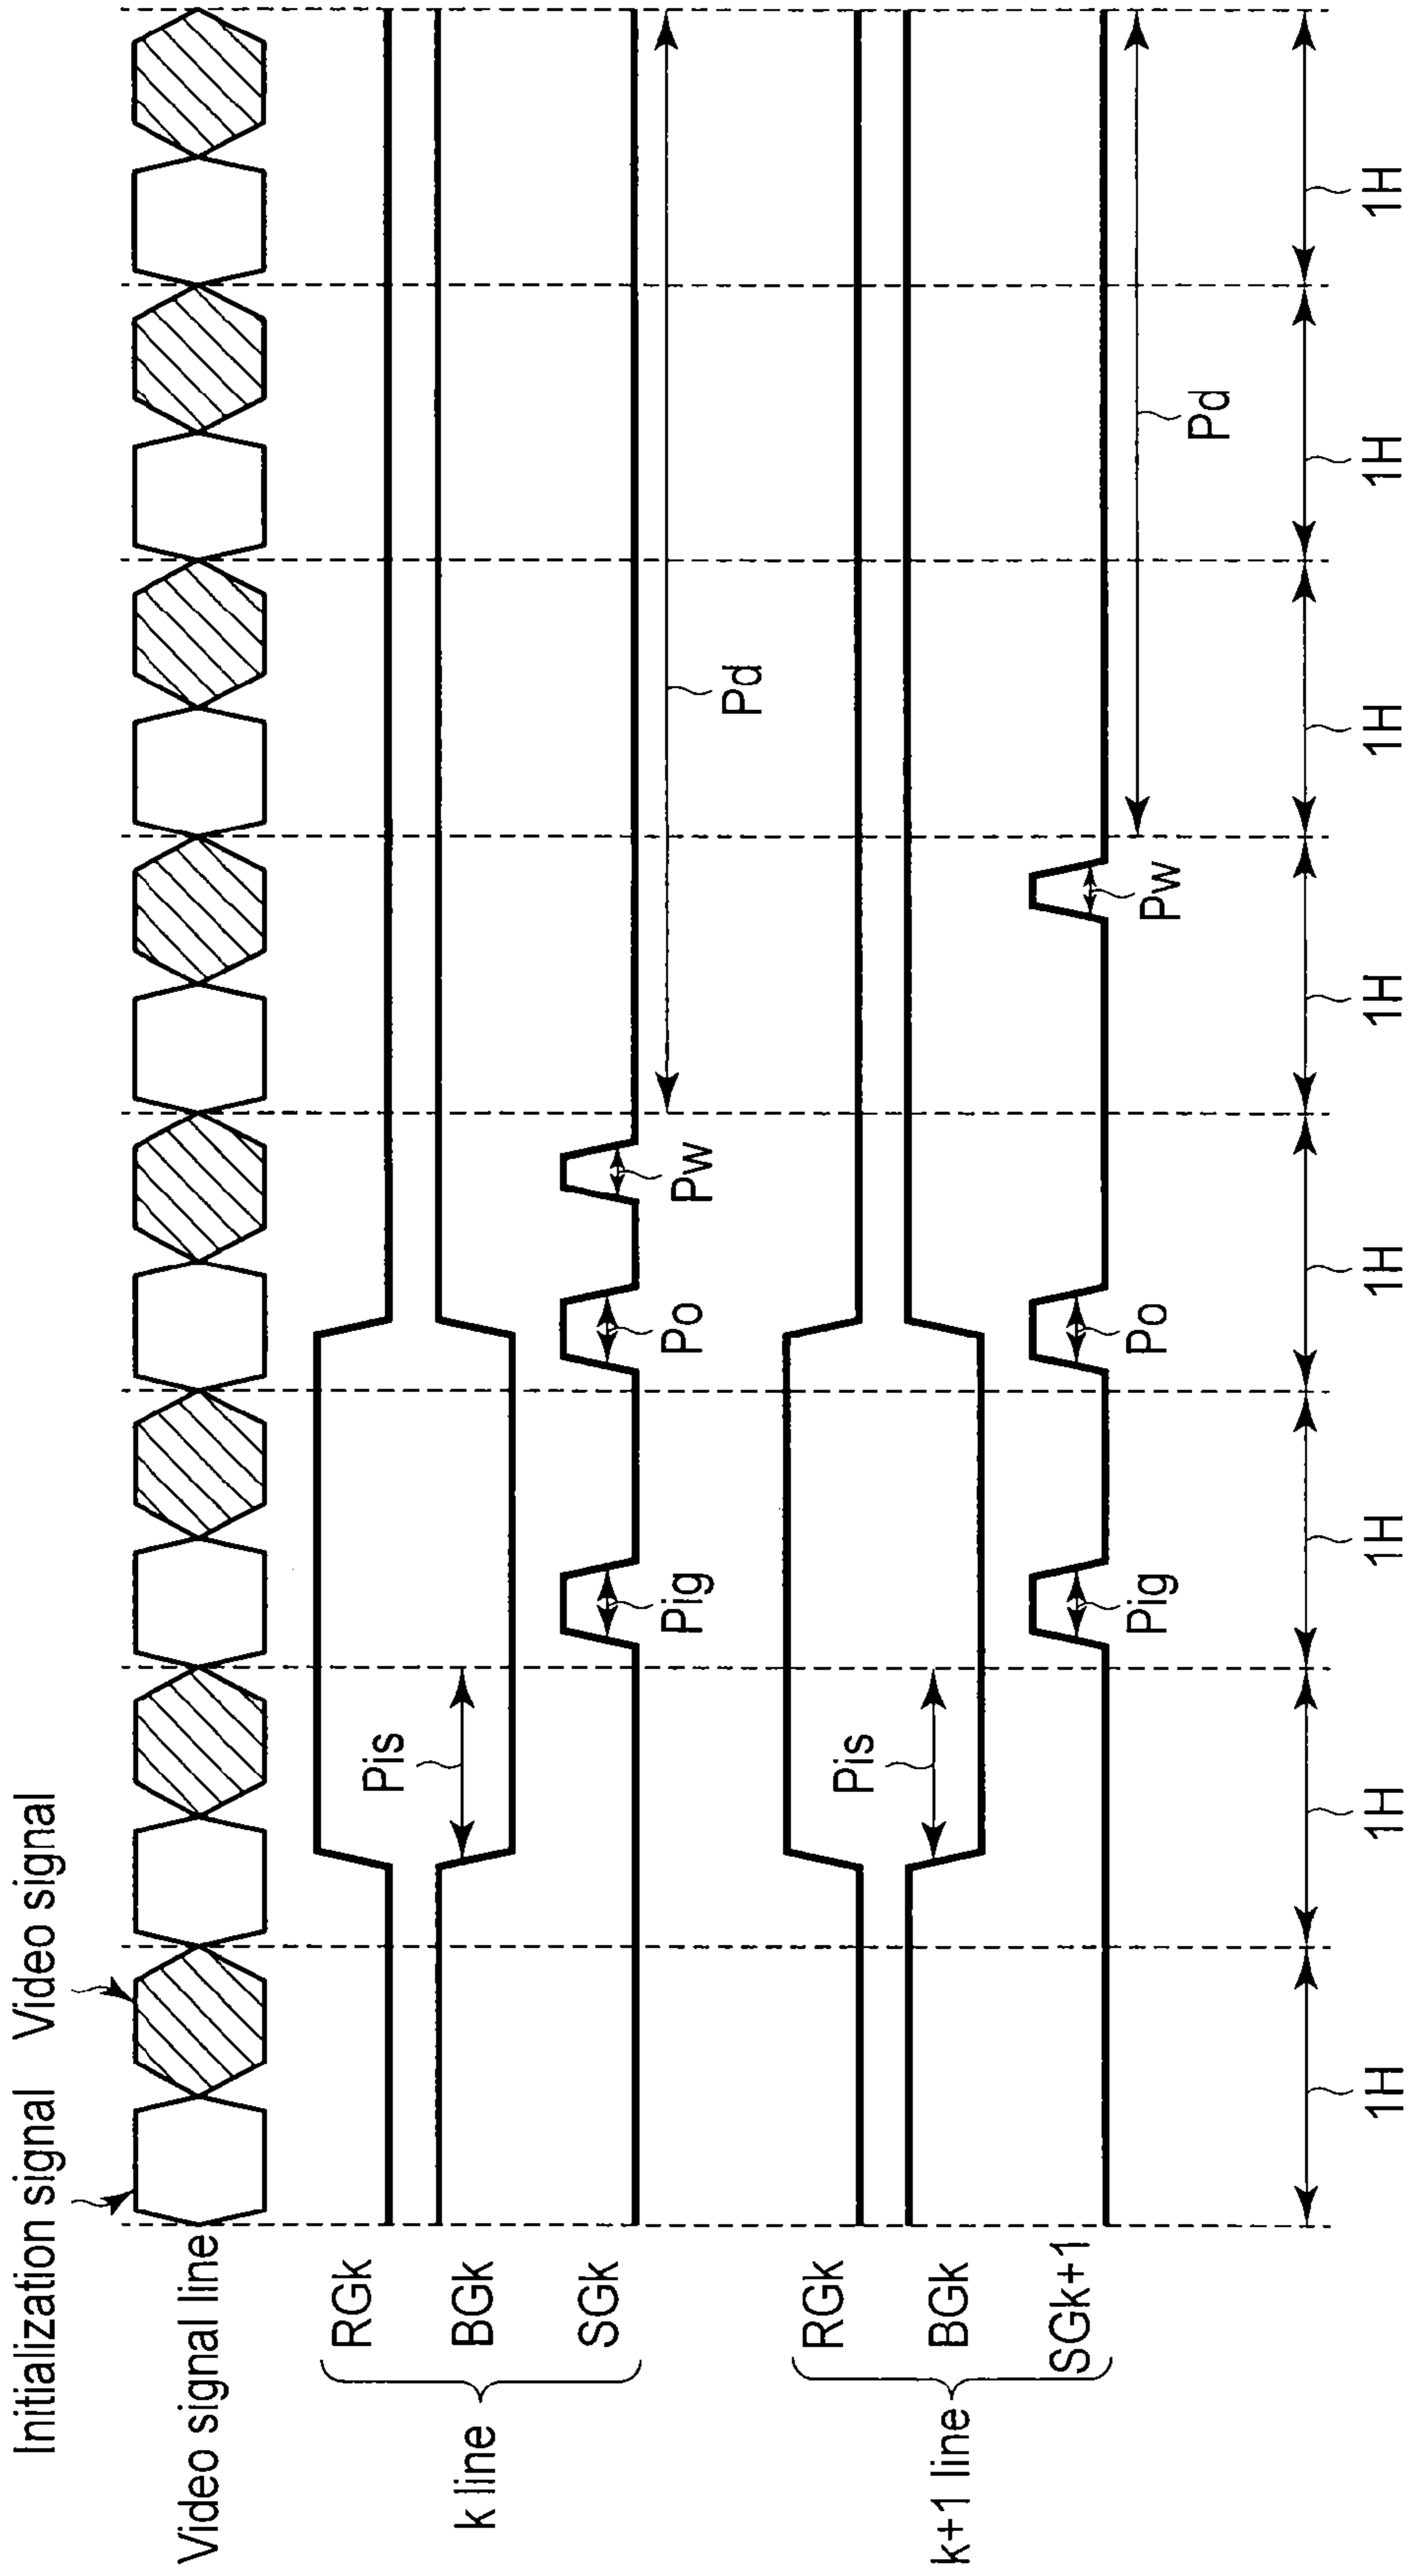 Initialization signal Video signal
Video signal line
k line
RGk
BGk
Pis
SGk
Pig
Po
Pw
Pd
k+1 line
RGk
BGk
Pis
SGk+1
Pig
Po
Pw
Pd
1H 1H 1H 1H 1H 1H 1H 1H